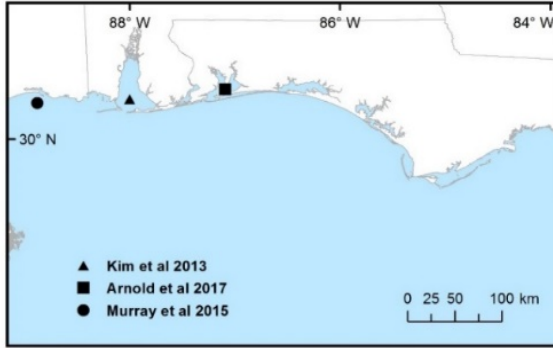 88° W 86° W 84° W
30° N
Kim et al 2013
Arnold et al 2017
Murray et al 2015
0 25 50 100 km